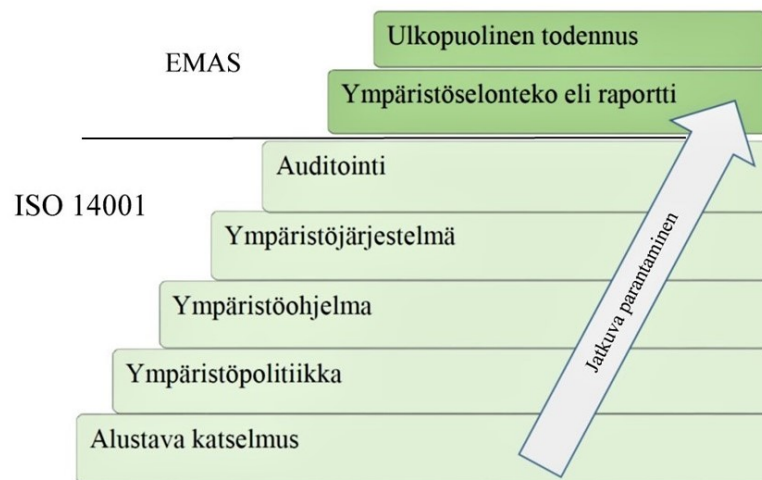 Ulkopuolinen todennus
EMAS
Ympäristöselonteko eli raportti
Auditointi
ISO 14001
Ympäristöjärjestelmä
Ympäristöohjelma
Jatkuva parantaminen
Ympäristöpolitiikka
Alustava katselmus